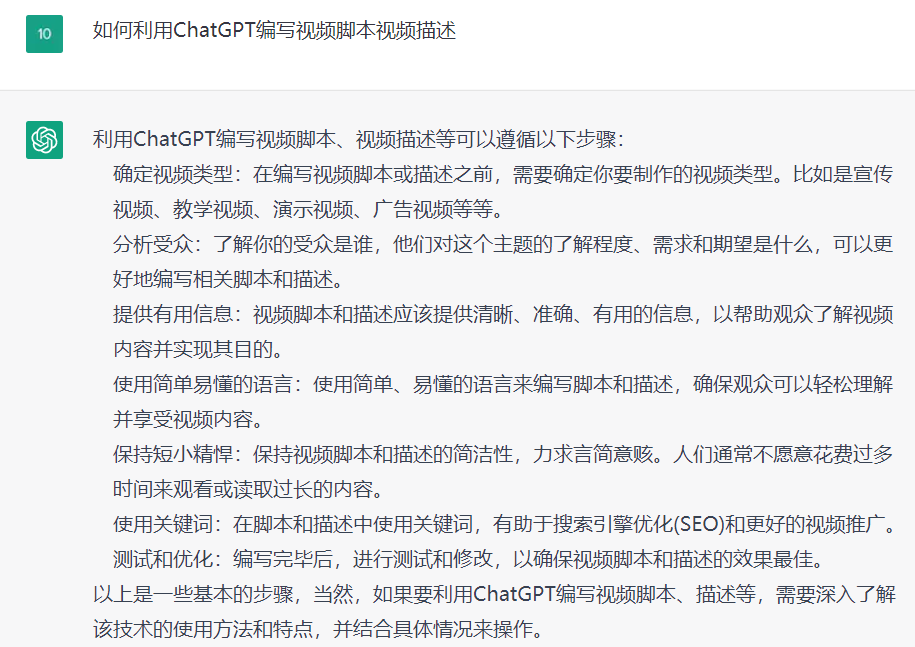 10
如何利用ChatGPT编写视频脚本视频描述
利用ChatGPT编写视频脚本、视频描述等可以遵循以下步骤：
确定视频类型：在编写视频脚本或描述之前，需要确定你要制作的视频类型。比如是宣传
视频、教学视频、演示视频、广告视频等等。
分析受众：了解你的受众是谁，他们对这个主题的了解程度、需求和期望是什么，可以更
好地编写相关脚本和描述。
提供有用信息：视频脚本和描述应该提供清晰、准确、有用的信息，以帮助观众了解视频
内容并实现其目的。
使用简单易懂的语言：使用简单、易懂的语言来编写脚本和描述，确保观众可以轻松理解
并享受视频内容。
保持短小精悍：保持视频脚本和描述的简洁性，力求言简意赅。人们通常不愿意花费过多
时间来观看或读取过长的内容。
使用关键词：在脚本和描述中使用关键词，有助于搜索引擎优化(SEO)和更好的视频推广。
测试和优化：编写完毕后，进行测试和修改，以确保视频脚本和描述的效果最佳。
以上是一些基本的步骤，当然，如果要利用ChatGPT编写视频脚本、描述等，需要深入了解
该技术的使用方法和特点，并结合具体情况来操作。